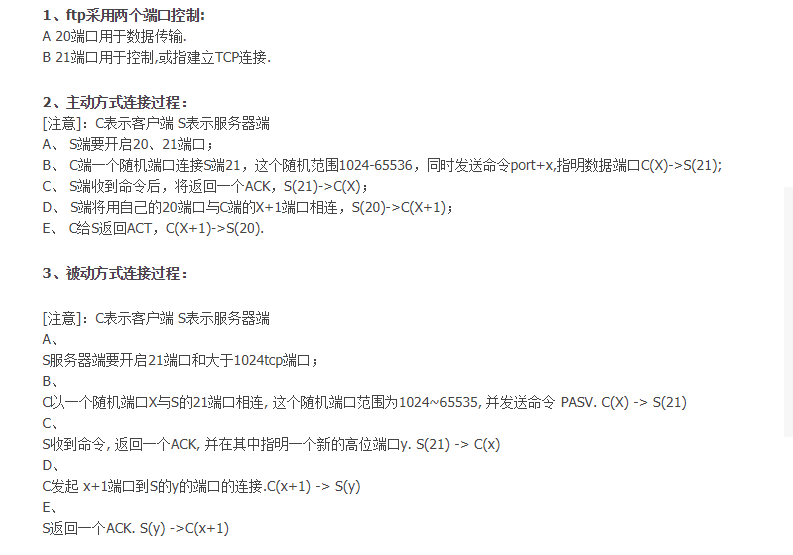 1、ftp采用两个端口控制:
A 20端口用于数据传输.
B 21端口用于控制,或指建立TCP连接.
2、主动方式连接过程：
[注意]：C表示客户端 S表示服务器端
A、 S端要开启20、21端口；
B、 C端一个随机端口连接S端21，这个随机范围1024-65536，同时发送命令port+x,指明数据端口C(X)->S(21);
C、 S端收到命令后，将返回一个ACK，S(21)->C(X)；
D、 S端将用自己的20端口与C端的X+1端口相连，S(20)->C(X+1)；
E、 C给S返回ACT，C(X+1)->S(20).
3、被动方式连接过程：
[注意]：C表示客户端 S表示服务器端
A、
S服务器端要开启21端口和大于1024tcp端口；
B、
C以一个随机端口X与S的21端口相连, 这个随机端口范围为1024~65535, 并发送命令 PASV. C(X) -> S(21)
C、
S收到命令, 返回一个ACK, 并在其中指明一个新的高位端口y. S(21) -> C(x)
D、
C发起 x+1端口到S的y的端口的连接.C(x+1) -> S(y)
E、
S返回一个ACK. S(y) ->C(x+1)